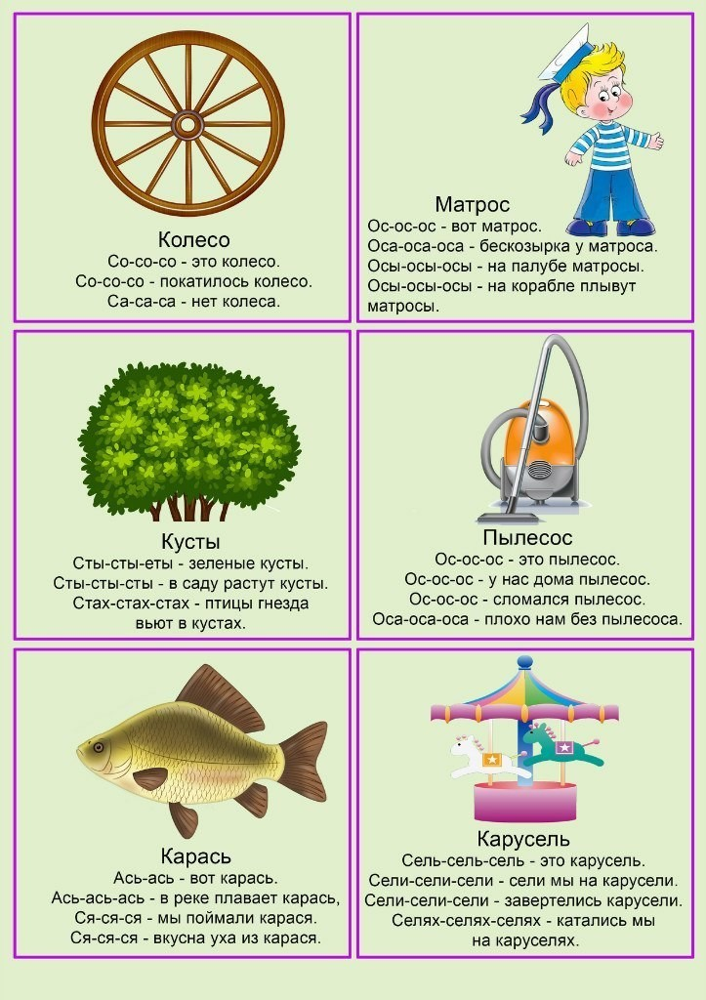 Колесо
Со-со-со - это колесо.
Со-со-со - покатилось колесо.
Са-са-са - нет колеса.
Матрос
Ос-ос-ос - вот матрос.
Оса-оса-оса - бескозырка у матроса.
Осы-осы-осы - на палубе матросы.
Осы-осы-осы - на корабле плывут
матросы.
Кусты
Сты-сты-еты - зеленые кусты.
Сты-сты-сты - в саду растут кусты.
Стах-стах-стах - птицы гнезда
вьют в кустах.
Пылесос
Ос-ос-ос - это пылесос.
Ос-ос-ос - у нас дома пылесос.
Ос-ос-ос - сломался пылесос.
Оса-оса-оса - плохо нам без пылесоса.
Карась
Ась-ась - вот карась.
Ась-ась-ась - в реке плавает карась,
Ся-ся-ся - мы поймали карася.
Ся-ся-ся - вкусна уха из карася.
Карусель
Сель-сель-сель - это карусель.
Сели-сели-сели - сели мы на карусели.
Сели-сели-сели - завертелись карусели.
Селях-селях-селях - катались мы
на каруселях.